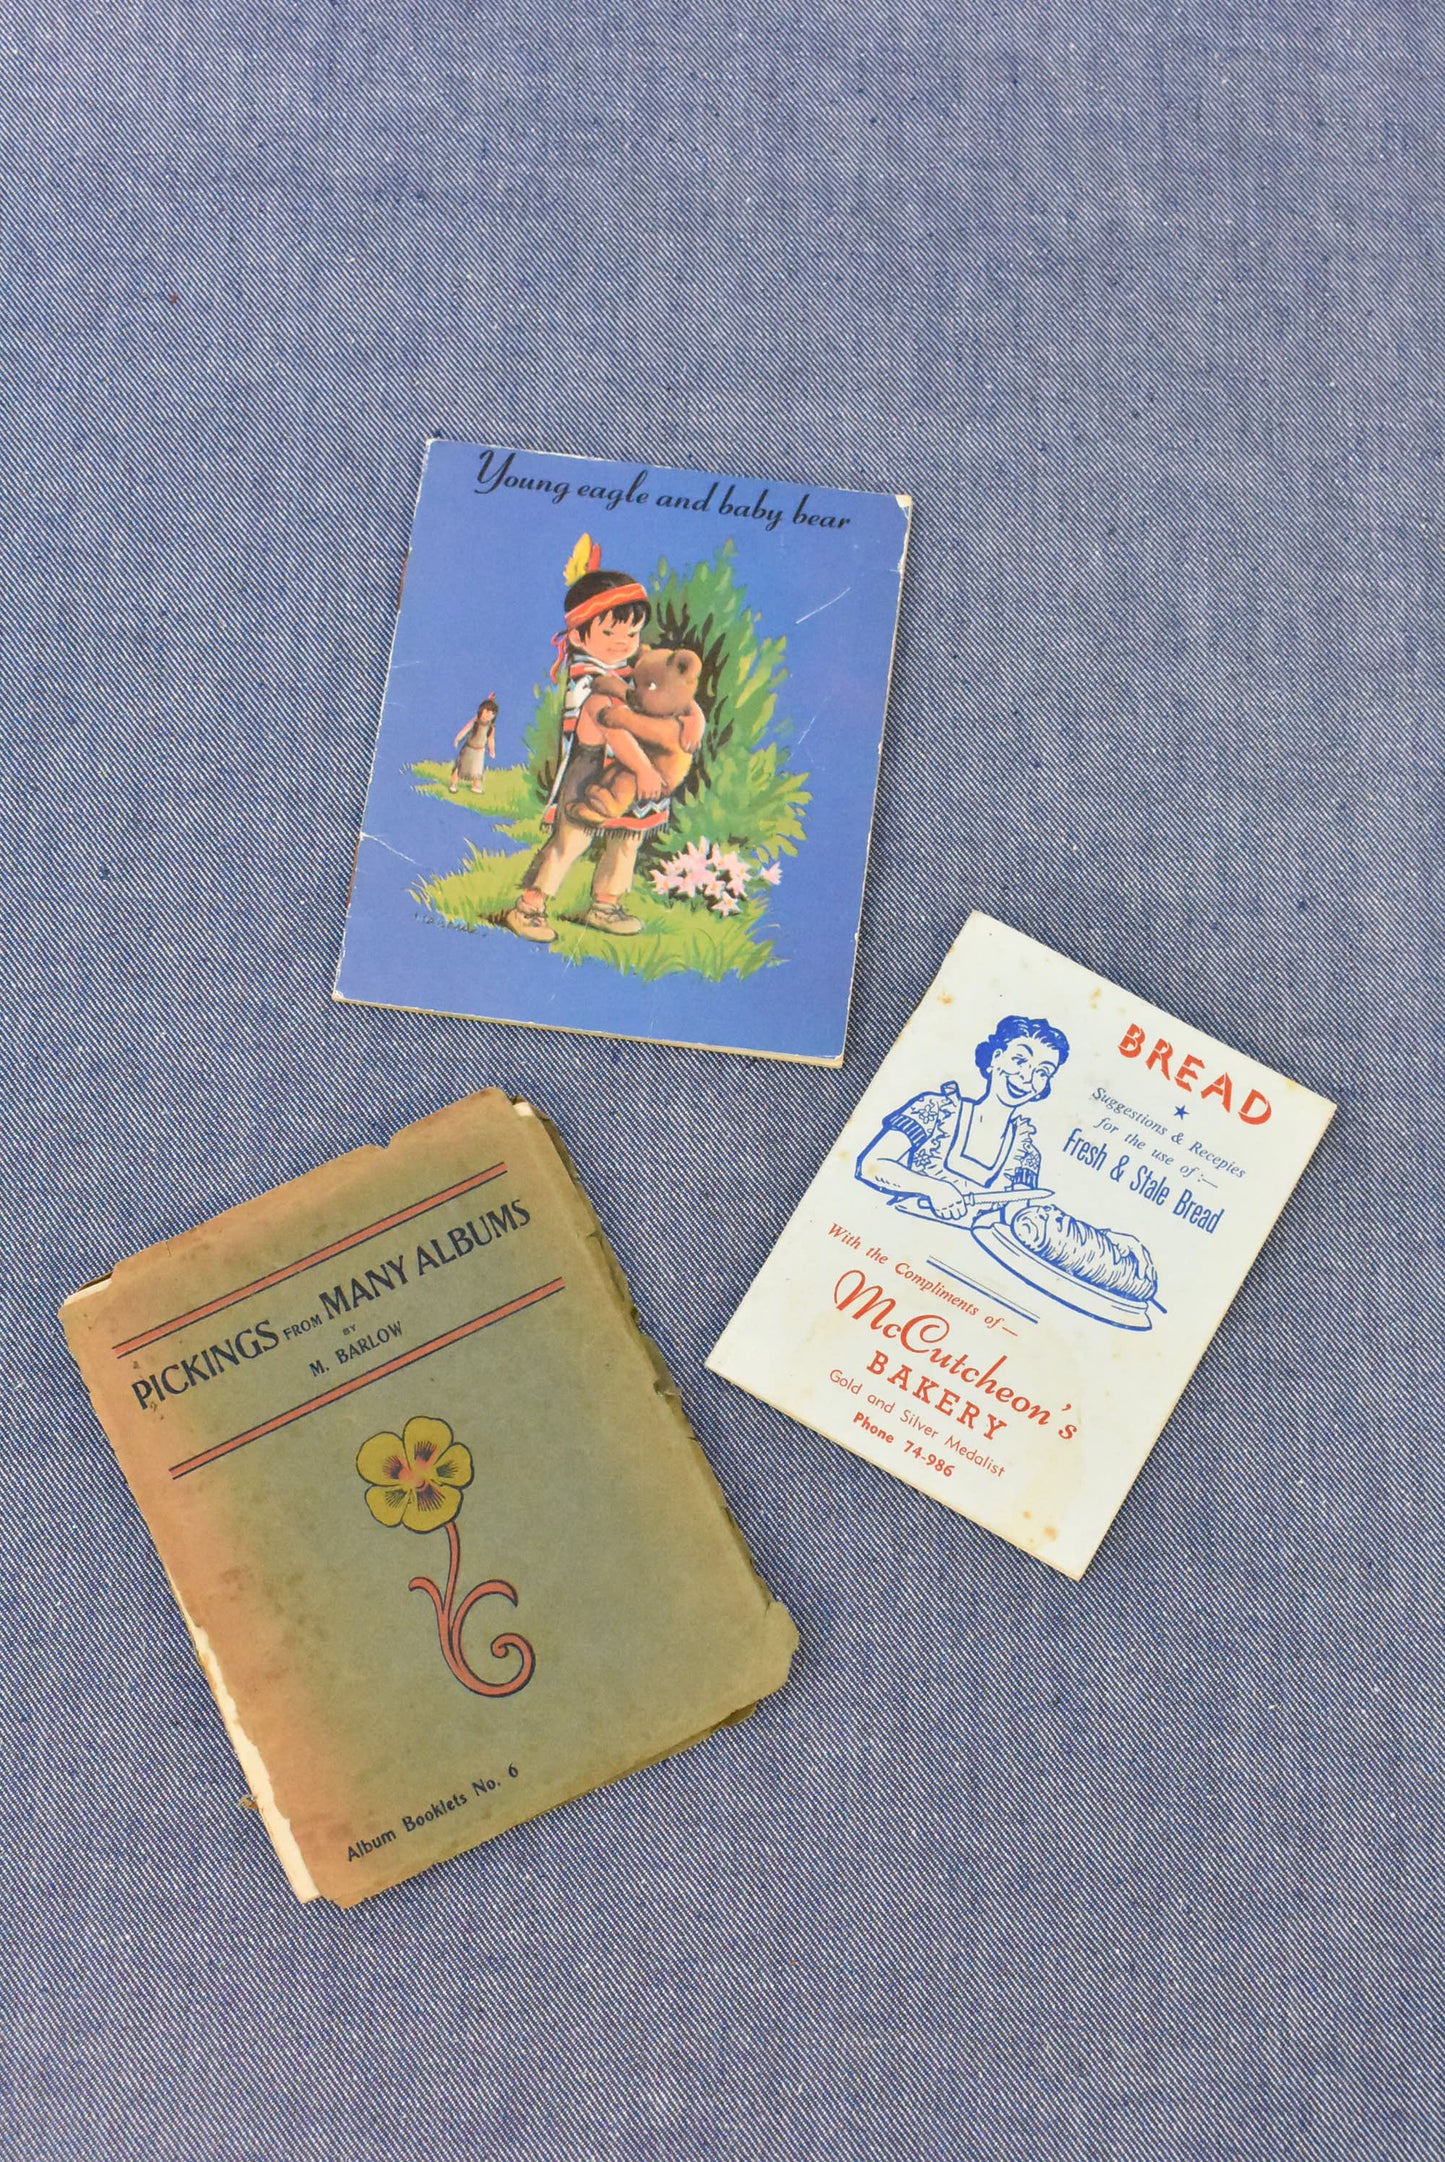 Young eagle and baby bear
BREAD
Suggestions & Recepies
for the use of:—
Fresh & Stale Bread
With the Compliments of—
McCutcheon's
BAKERY
Gold and Silver Medalist
Phone 74-986
PICKINGS FROM MANY ALBUMS
BY
M. BARLOW
Album Booklets No. 6